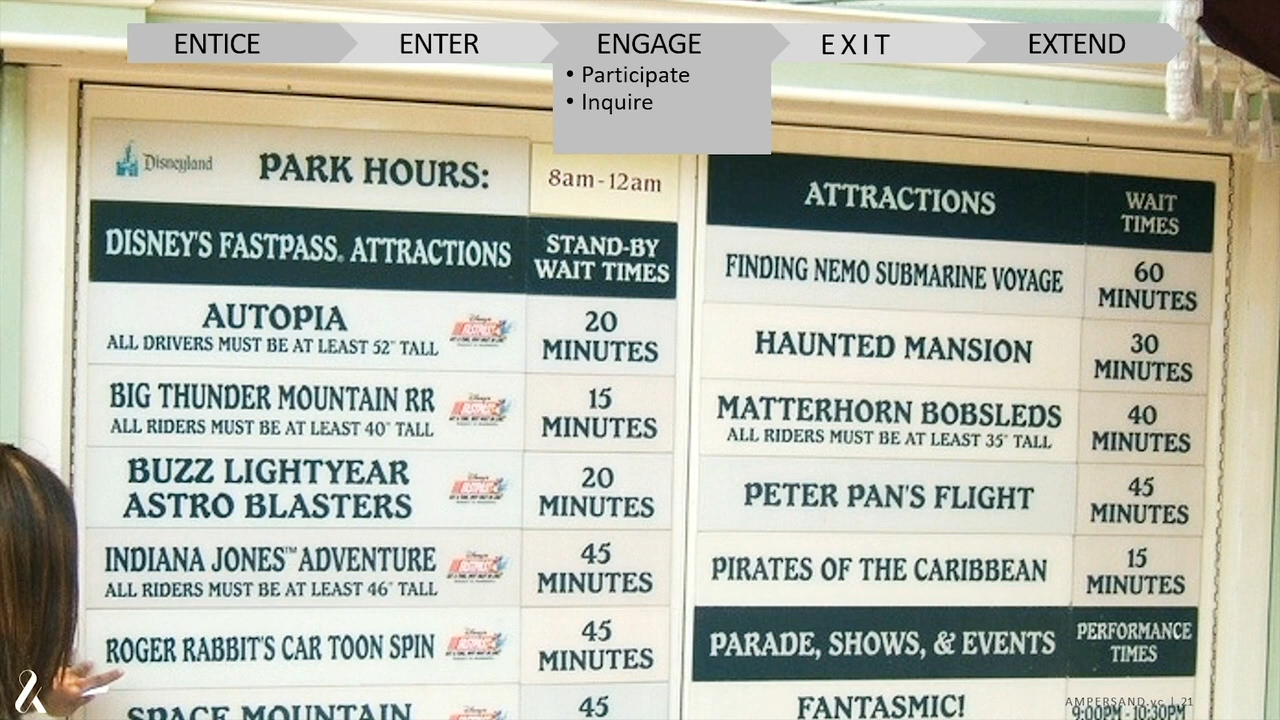 ENTICE
ENTER
ENGAGE
EXIT
EXTEND
• Participate
• Inquire
Disneyland
PARK HOURS:
8am-12am
DISNEY'S FASTPASS® ATTRACTIONS
STAND-BY
WAIT TIMES
AUTOPIA
ALL DRIVERS MUST BE AT LEAST 52" TALL
20
MINUTES
BIG THUNDER MOUNTAIN RR
ALL RIDERS MUST BE AT LEAST 40" TALL
15
MINUTES
BUZZ LIGHTYEAR
ASTRO BLASTERS
20
MINUTES
INDIANA JONES™ ADVENTURE
ALL RIDERS MUST BE AT LEAST 46" TALL
45
MINUTES
ROGER RABBIT'S CAR TOON SPIN
45
MINUTES
SPACE MOUNTAIN
45
ATTRACTIONS
WAIT
TIMES
FINDING NEMO SUBMARINE VOYAGE
60
MINUTES
HAUNTED MANSION
30
MINUTES
MATTERHORN BOBSLEDS
ALL RIDERS MUST BE AT LEAST 35" TALL
40
MINUTES
PETER PAN'S FLIGHT
45
MINUTES
PIRATES OF THE CARIBBEAN
15
MINUTES
PARADE, SHOWS, & EVENTS
PERFORMANCE
TIMES
FANTASMIC!
9:00PM - 10:30PM
AMPERSAND.vc | 21